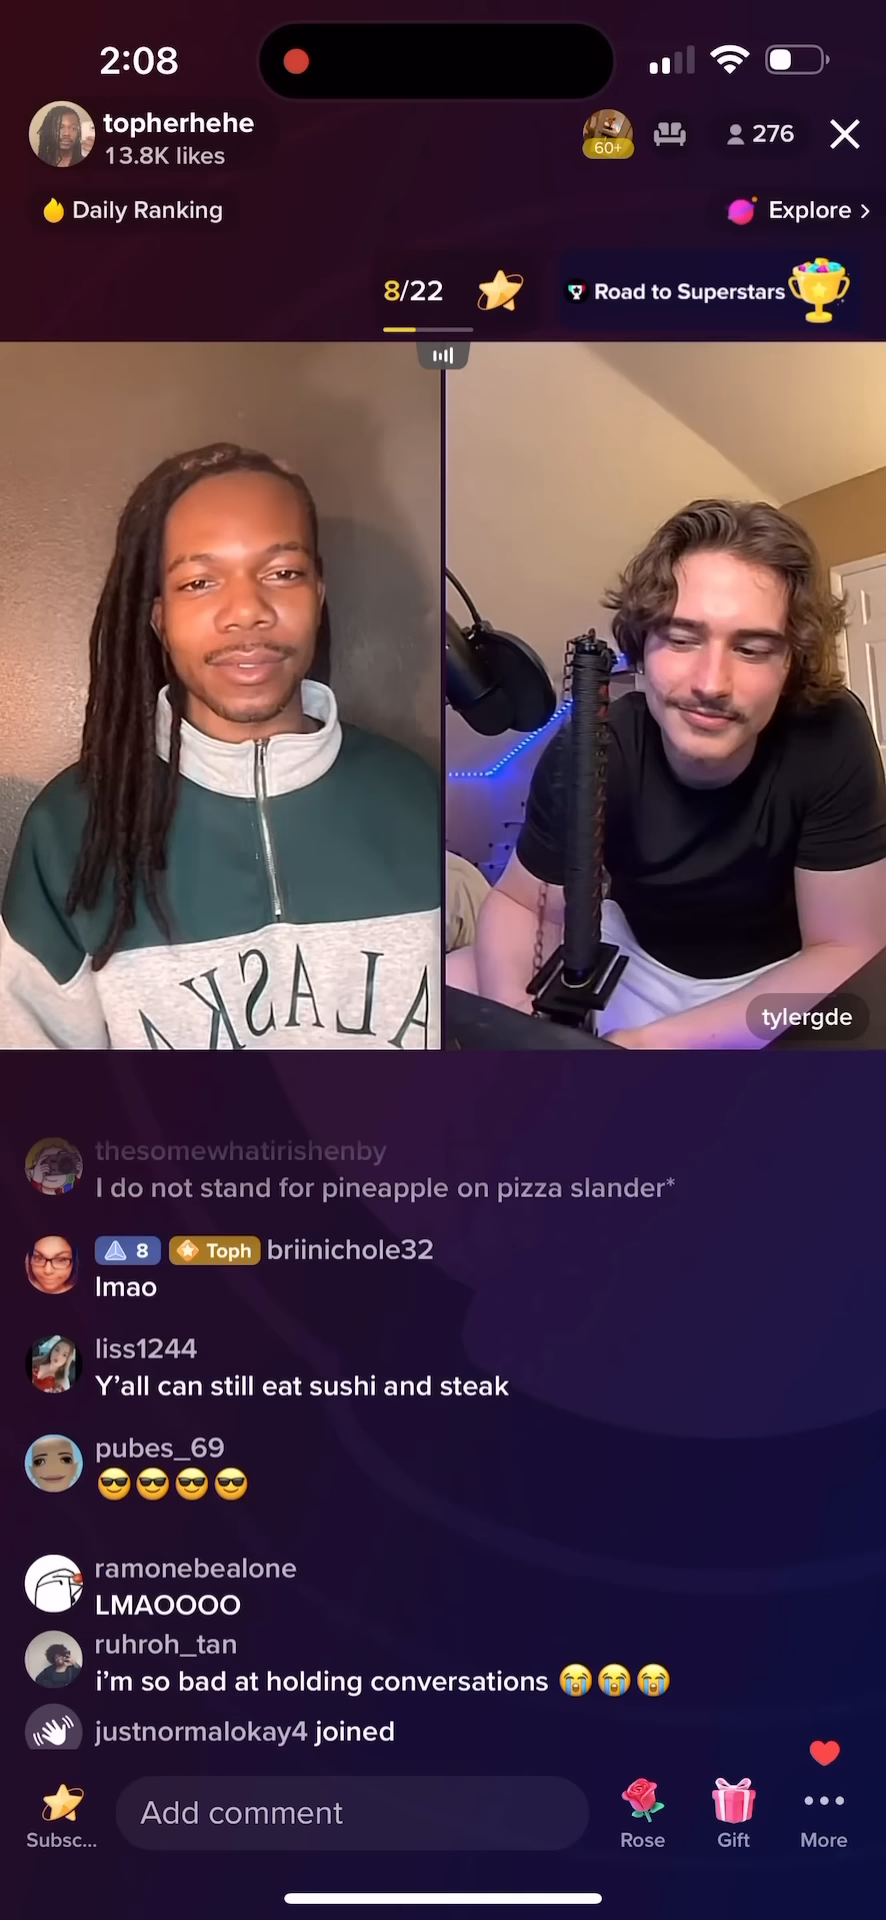 2:08
topherhehe
13.8K likes
60+
276
Daily Ranking
Explore >
8/22
Road to Superstars
ALASKA
tylergde
thesomewhatirishenby
I do not stand for pineapple on pizza slander*
8 Toph briinichole32
lmao
liss1244
Y'all can still eat sushi and steak
pubes_69
😎😎😎😎
ramonebealone
LMAOOOO
ruhroh_tan
i'm so bad at holding conversations 😭😭😭
justnormalokay4 joined
Add comment
Subsc...
Rose
Gift
More